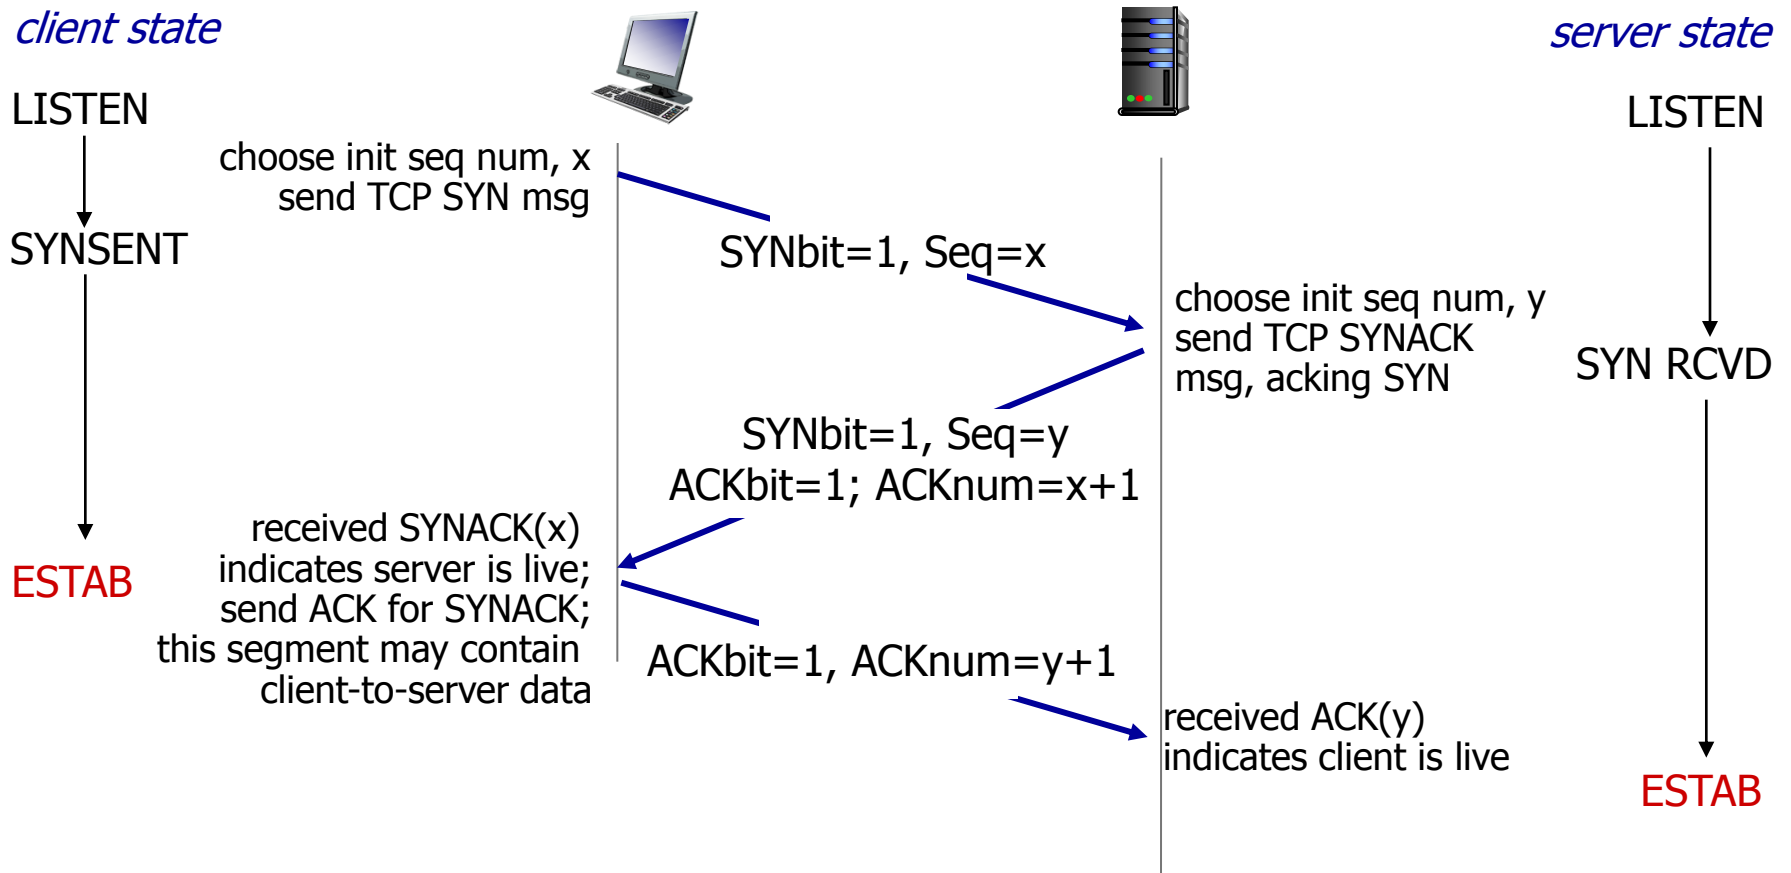 client state
server state
LISTEN
LISTEN
choose init seq num, x
send TCP SYN msg
SYNSENT
SYNbit=1, Seq=x
choose init seq num, y
send TCP SYNACK
msg, acking SYN
SYN RCVD
SYNbit=1, Seq=y
ACKbit=1; ACKnum=x+1
received SYNACK(x)
indicates server is live;
send ACK for SYNACK;
this segment may contain
client-to-server data
ESTAB
ACKbit=1, ACKnum=y+1
received ACK(y)
indicates client is live
ESTAB